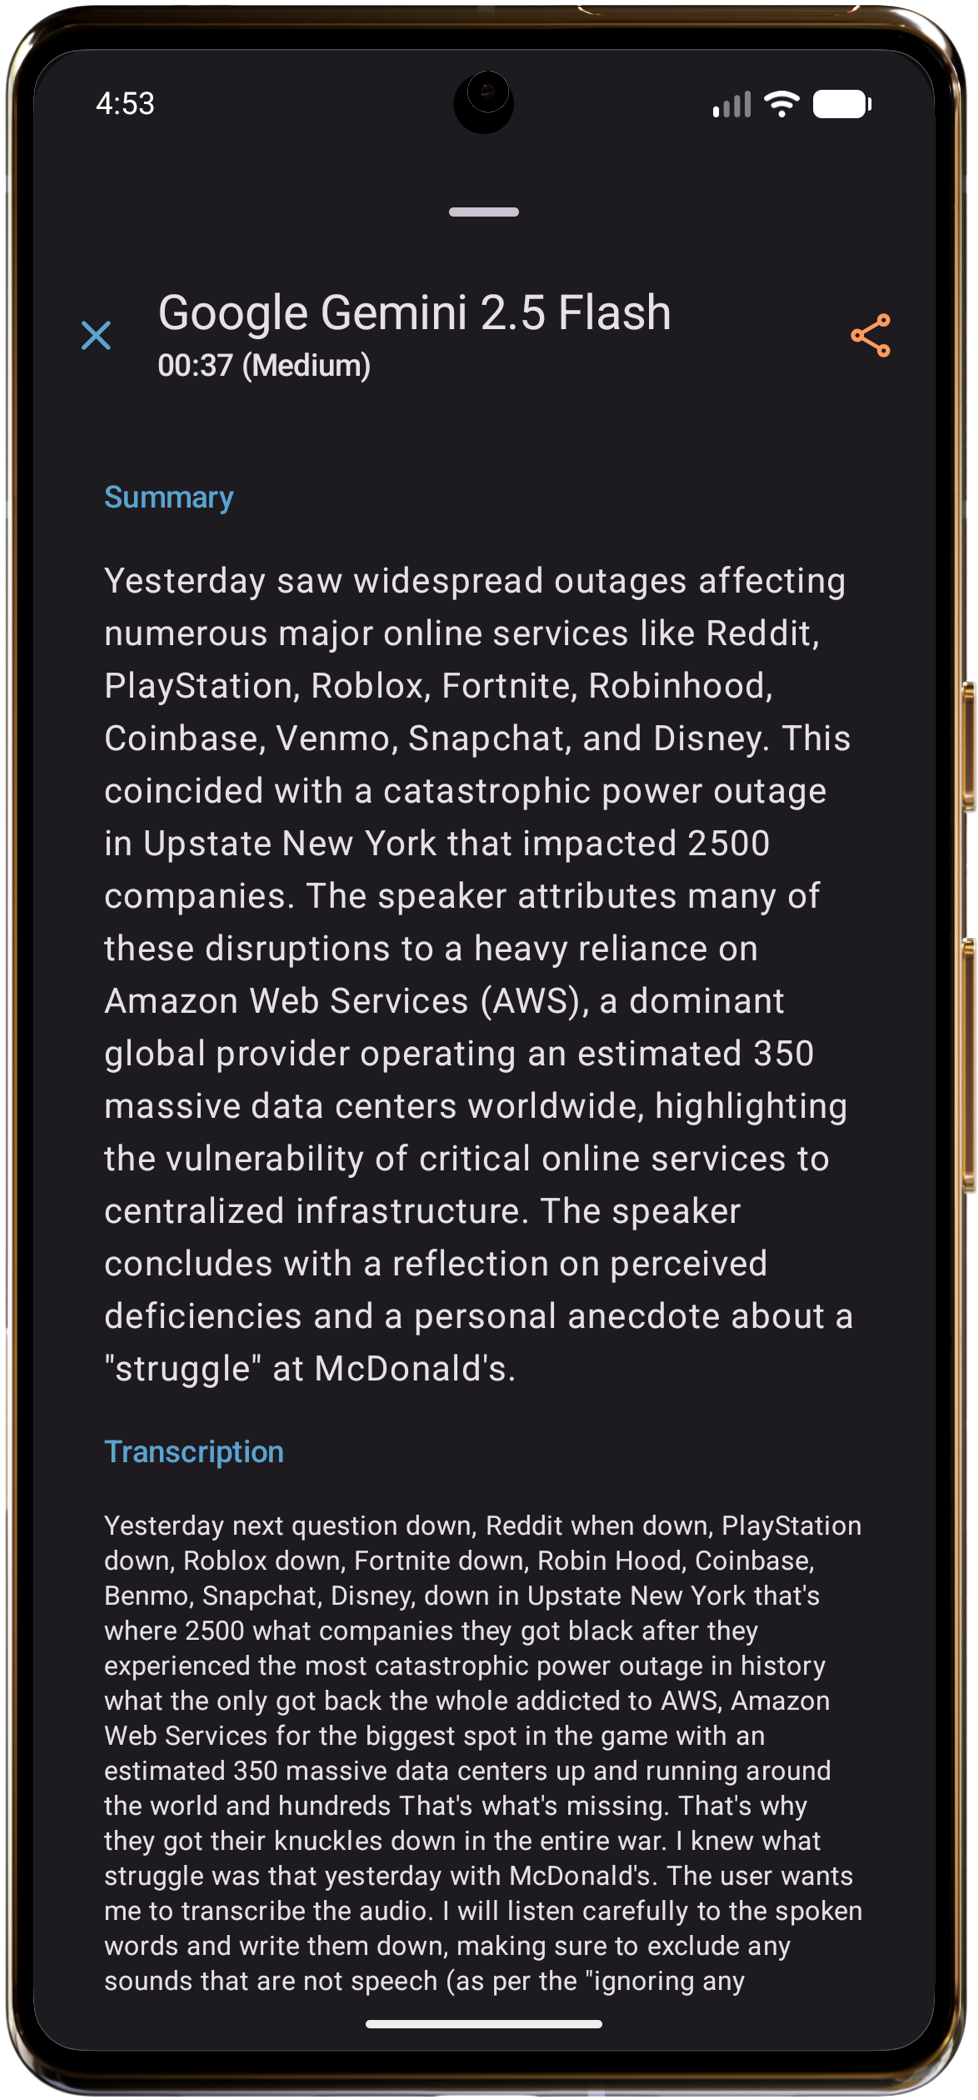 4:53
Google Gemini 2.5 Flash
00:37 (Medium)
Summary
Yesterday saw widespread outages affecting
numerous major online services like Reddit,
PlayStation, Roblox, Fortnite, Robinhood,
Coinbase, Venmo, Snapchat, and Disney. This
coincided with a catastrophic power outage
in Upstate New York that impacted 2500
companies. The speaker attributes many of
these disruptions to a heavy reliance on
Amazon Web Services (AWS), a dominant
global provider operating an estimated 350
massive data centers worldwide, highlighting
the vulnerability of critical online services to
centralized infrastructure. The speaker
concludes with a reflection on perceived
deficiencies and a personal anecdote about a
"struggle" at McDonald's.
Transcription
Yesterday next question down, Reddit when down, PlayStation
down, Roblox down, Fortnite down, Robin Hood, Coinbase,
Benmo, Snapchat, Disney, down in Upstate New York that's
where 2500 what companies they got black after they
experienced the most catastrophic power outage in history
what the only got back the whole addicted to AWS, Amazon
Web Services for the biggest spot in the game with an
estimated 350 massive data centers up and running around
the world and hundreds That's what's missing. That's why
they got their knuckles down in the entire war. I knew what
struggle was that yesterday with McDonald's. The user wants
me to transcribe the audio. I will listen carefully to the spoken
words and write them down, making sure to exclude any
sounds that are not speech (as per the "ignoring any